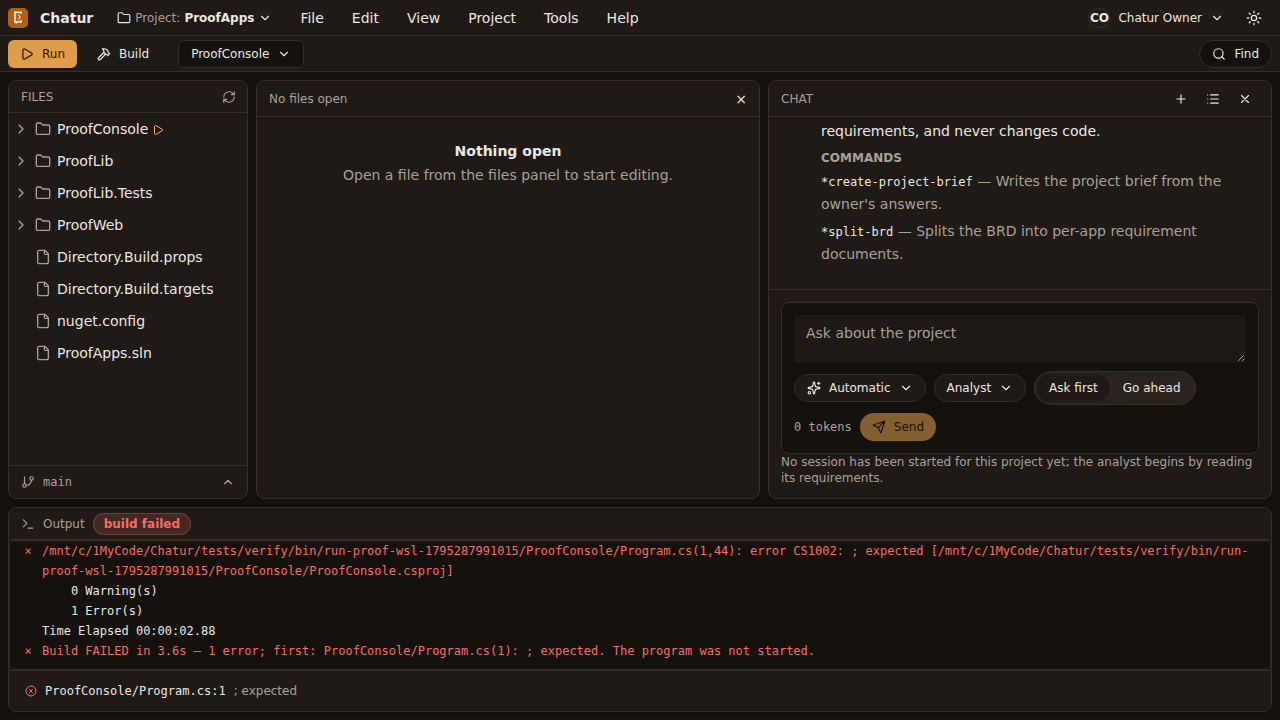 Chatur
Project: ProofApps
File
Edit
View
Project
Tools
Help
CO
Chatur Owner
Run
Build
ProofConsole
Find
FILES
ProofConsole
ProofLib
ProofLib.Tests
ProofWeb
Directory.Build.props
Directory.Build.targets
nuget.config
ProofApps.sln
main
No files open
Nothing open
Open a file from the files panel to start editing.
CHAT
requirements, and never changes code.
COMMANDS
*create-project-brief — Writes the project brief from the
owner's answers.
*split-brd — Splits the BRD into per-app requirement
documents.
Ask about the project
Automatic
Analyst
Ask first
Go ahead
0 tokens
Send
No session has been started for this project yet; the analyst begins by reading
its requirements.
Output
build failed
× /mnt/c/1MyCode/Chatur/tests/verify/bin/run-proof-wsl-1795287991015/ProofConsole/Program.cs(1,44): error CS1002: ; expected [/mnt/c/1MyCode/Chatur/tests/verify/bin/run-
proof-wsl-1795287991015/ProofConsole/ProofConsole.csproj]
0 Warning(s)
1 Error(s)
Time Elapsed 00:00:02.88
× Build FAILED in 3.6s — 1 error; first: ProofConsole/Program.cs(1): ; expected. The program was not started.
ProofConsole/Program.cs:1 ; expected